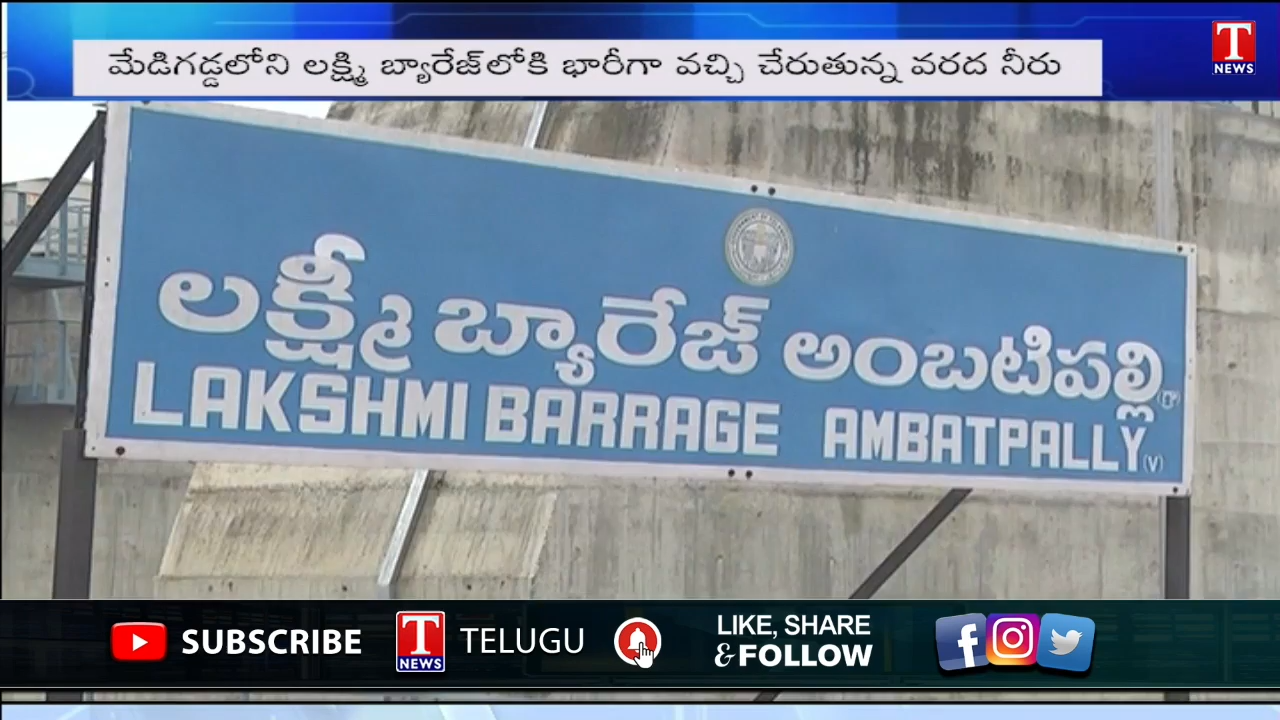 మేడిగడ్డలోని లక్ష్మి బ్యారేజ్‌లోకి భారీగా వచ్చి చేరుతున్న వరద నీరు
T NEWS
లక్ష్మీ బ్యారేజ్ అంబటిపల్లి
LAKSHMI BARRAGE AMBATPALLY (V)
SUBSCRIBE T NEWS TELUGU LIKE, SHARE
& FOLLOW